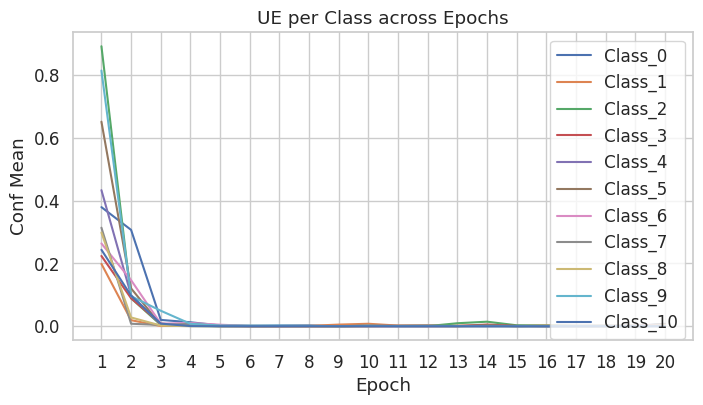 UE per Class across Epochs
Conf Mean
0.8
0.6
0.4
0.2
0.0
1 2 3 4 5 6 7 8 9 10 11 12 13 14 15 16 17 18 19 20
Epoch
Class_0
Class_1
Class_2
Class_3
Class_4
Class_5
Class_6
Class_7
Class_8
Class_9
Class_10